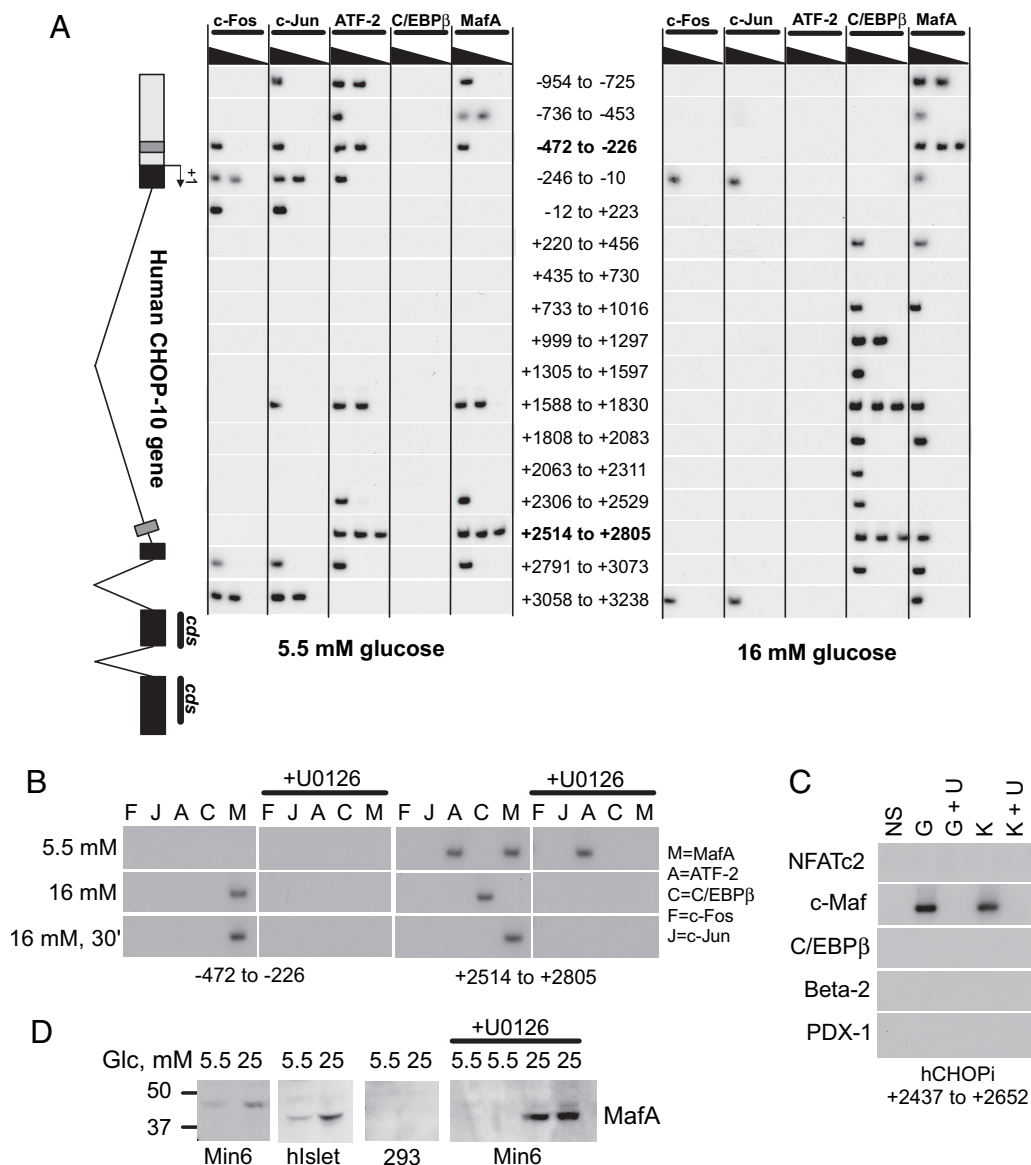 A
c-Fos c-Jun ATF-2 C/EBPβ MafA
c-Fos c-Jun ATF-2 C/EBPβ MafA
+1
Human CHOP-10 gene
cds
cds
-954 to -725
-736 to -453
-472 to -226
-246 to -10
-12 to +223
+220 to +456
+435 to +730
+733 to +1016
+999 to +1297
+1305 to +1597
+1588 to +1830
+1808 to +2083
+2063 to +2311
+2306 to +2529
+2514 to +2805
+2791 to +3073
+3058 to +3238
5.5 mM glucose
16 mM glucose
B
+U0126
+U0126
F J A C M F J A C M F J A C M F J A C M
5.5 mM
16 mM
16 mM, 30'
-472 to -226
+2514 to +2805
M=MafA
A=ATF-2
C=C/EBPβ
F=c-Fos
J=c-Jun
C
NS G G + U K K + U
NFATc2
c-Maf
C/EBPβ
Beta-2
PDX-1
hCHOPi
+2437 to +2652
D
+U0126
Glc, mM 5.5 25 5.5 25 5.5 25 5.5 5.5 25 25
50
37
MafA
Min6 hIslet 293 Min6